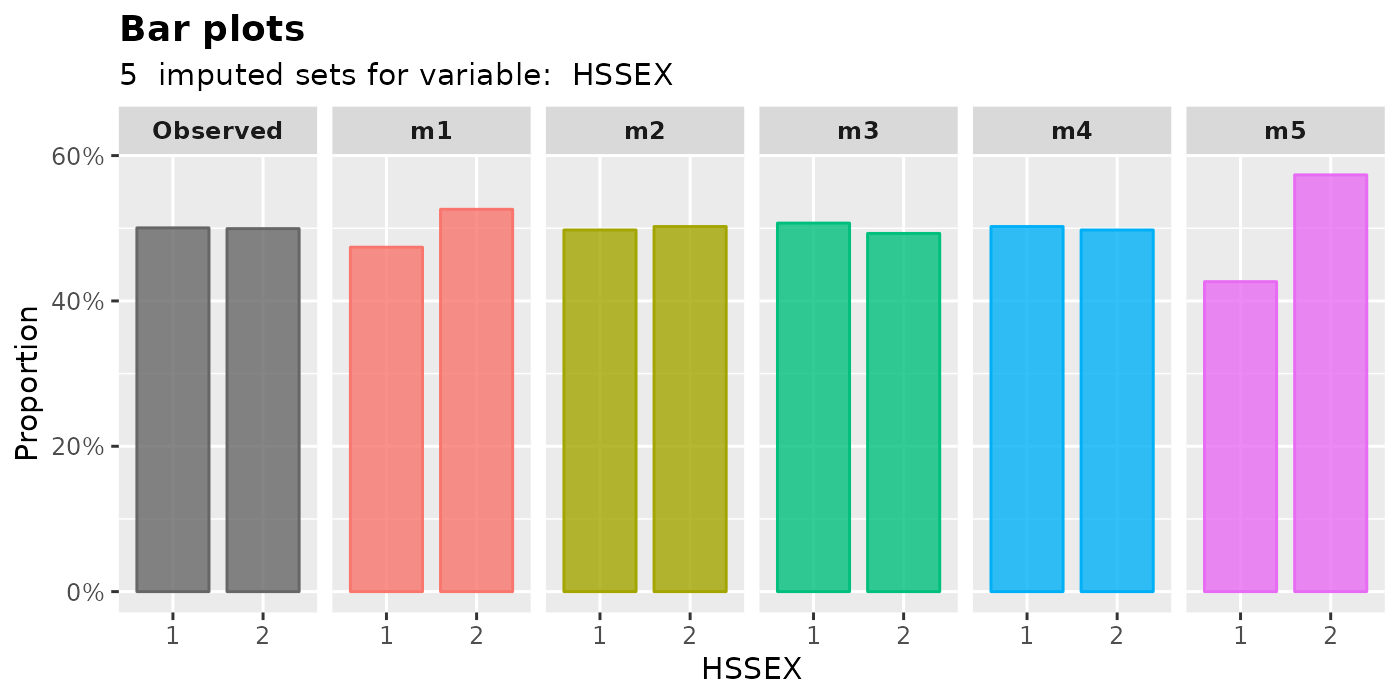 Bar plots
5 imputed sets for variable: HSSEX
Observed m1 m2 m3 m4 m5
60%
40%
20%
0%
Proportion
1 2 1 2 1 2 1 2 1 2 1 2
HSSEX